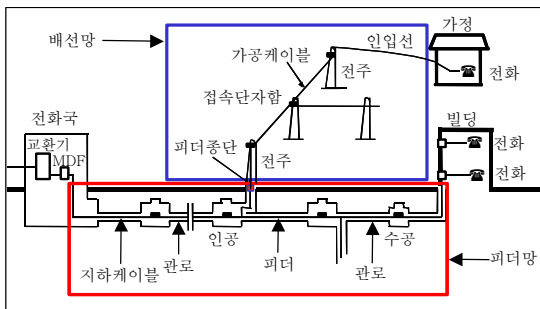 배선망
가공케이블
인입선
가정
전주
전화
접속단자함
전화국
교환기
MDF
피더종단
전주
빌딩
전화
전화
인공
수공
지하케이블
관로
피더
관로
피더망